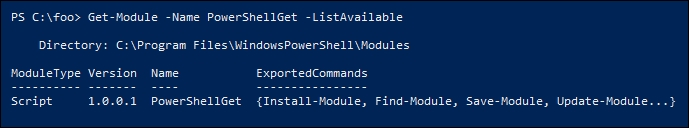 PS C:\foo> Get-Module -Name PowerShellGet -ListAvailable
Directory: C:\Program Files\WindowsPowerShell\Modules
ModuleType Version Name ExportedCommands
---------- ------- ---- ----------------
Script 1.0.0.1 PowerShellGet {Install-Module, Find-Module, Save-Module, Update-Module...}